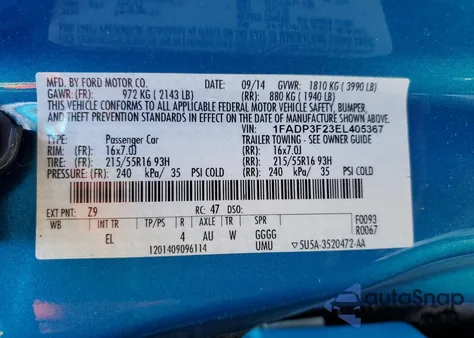 MFD. BY FORD MOTOR CO.
DATE: 09/14 GVWR: 1810 KG ( 3990 LB)
GAWR: (FR): 972 KG ( 2143 LB) (RR): 880 KG ( 1940 LB)
THIS VEHICLE CONFORMS TO ALL APPLICABLE FEDERAL MOTOR VEHICLE SAFETY, BUMPER,
AND THEFT PREVENTION STANDARDS IN EFFECT ON THE DATE OF MANUFACTURE SHOWN ABOVE.
VIN: 1FADP3F23EL405367
TYPE: Passenger Car TRAILER TOWING - SEE OWNER GUIDE
RIM: (FR): 16x7.0J (RR): 16x7.0J
TIRE: (FR): 215/55R16 93H (RR): 215/55R16 93H
PRESSURE: (FR): 240 kPa/ 35 PSI COLD (RR): 240 kPa/ 35 PSI COLD
EXT PNT: Z9 RC: 47 DSO: F0093
WB INT TR TP/PS R AXLE TR SPR R0067
EL 4 AU W GGGG
1201409096114 UMU ▽5U5A-3520472-AA
autoSnap